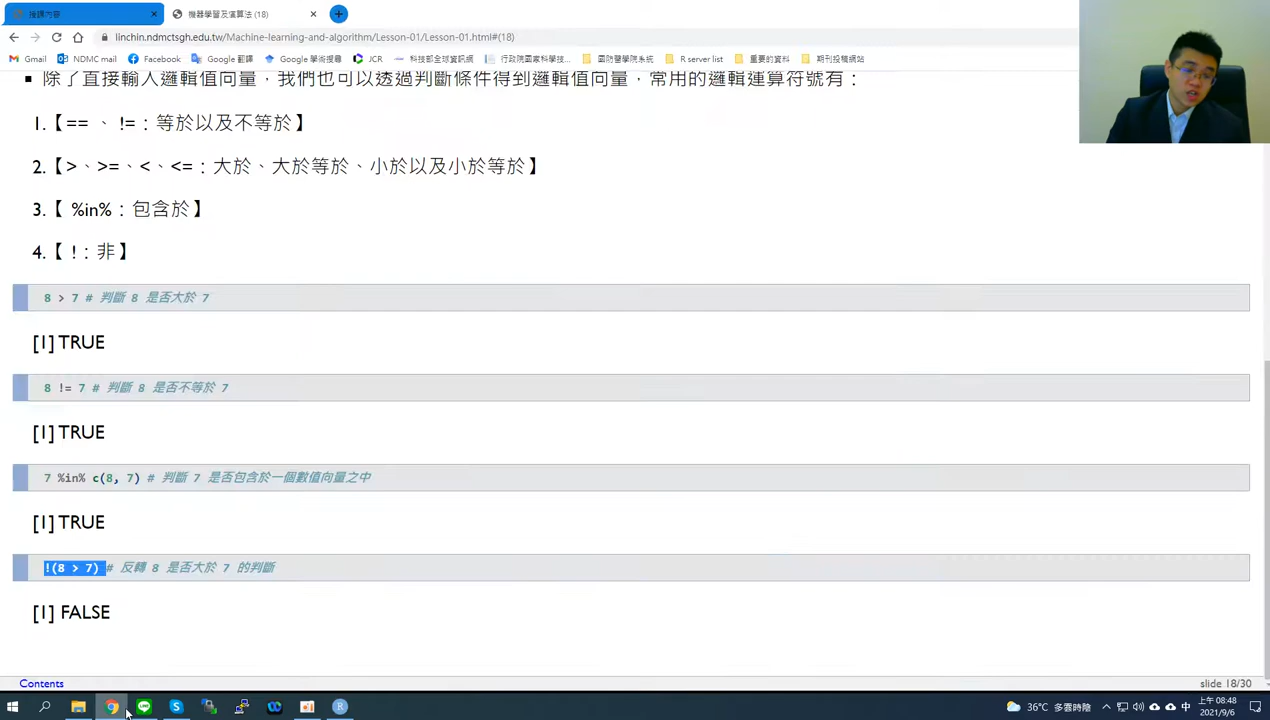 授課內容
機器學習及演算法 (18)
linchin.ndmctsgh.edu.tw/Machine-learning-and-algorithm/Lesson-01/Lesson-01.html#(18)
Gmail NDMC mail Facebook Google 翻譯 Google 學術搜尋 JCR 科技部全球資訊網 行政院國家科學技... 國防醫學院系統 R server list 重要的資料 期刊投稿網站
除了直接輸入邏輯值向量，我們也可以透過判斷條件得到邏輯值向量，常用的邏輯運算符號有：
1.【== 、 !=：等於以及不等於】
2.【>、>=、<、<=：大於、大於等於、小於以及小於等於】
3.【 %in%：包含於】
4.【 !：非】
8 > 7 # 判斷 8 是否大於 7
[1] TRUE
8 != 7 # 判斷 8 是否不等於 7
[1] TRUE
7 %in% c(8, 7) # 判斷 7 是否包含於一個數值向量之中
[1] TRUE
!(8 > 7) # 反轉 8 是否大於 7 的判斷
[1] FALSE
Contents
slide 18/30
36°C 多雲時陰
中
上午 08:48
2021/9/6